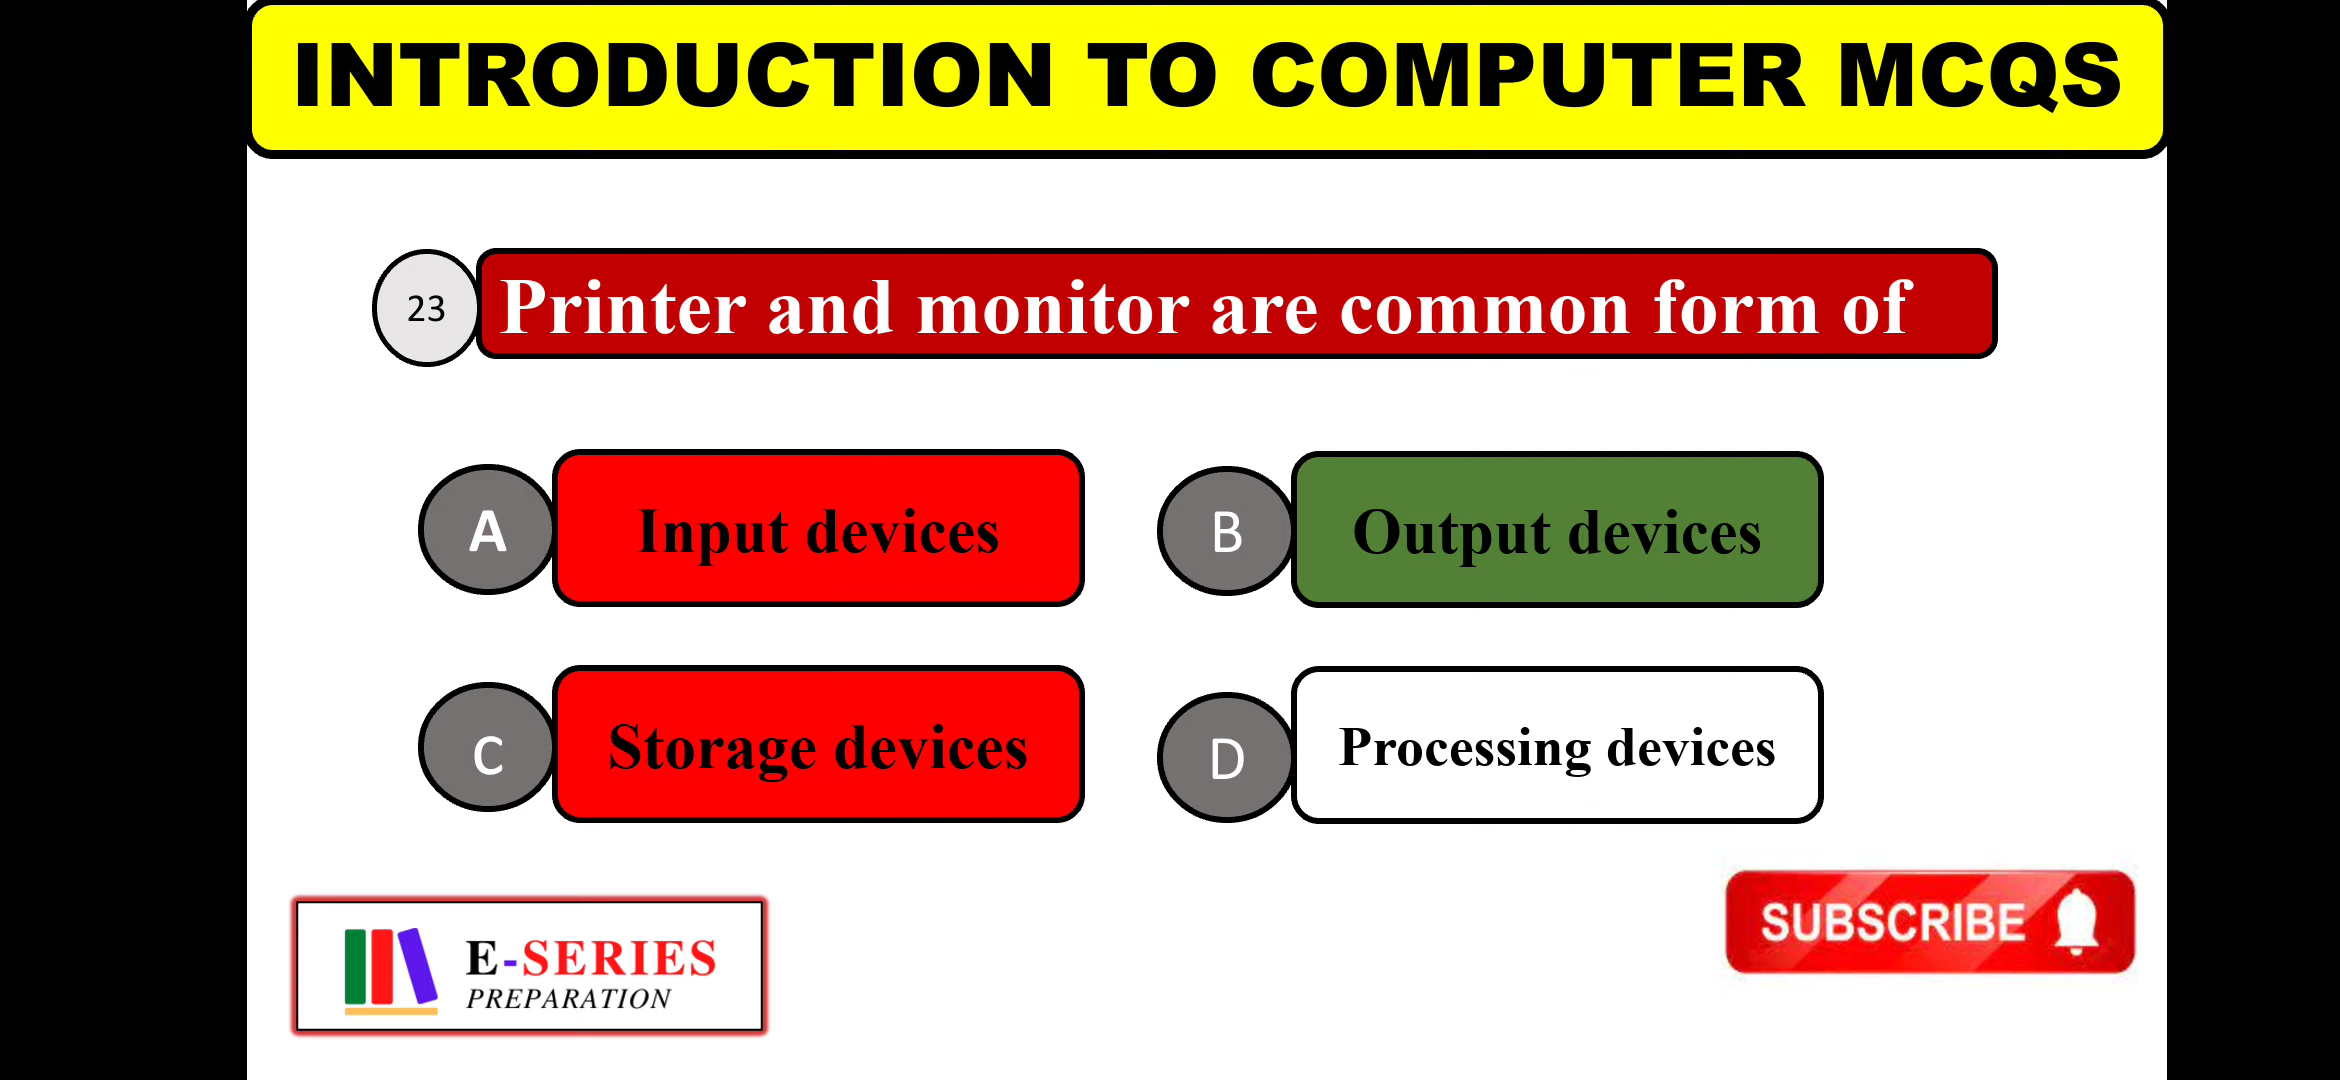 INTRODUCTION TO COMPUTER MCQS
23 Printer and monitor are common form of
A Input devices
B Output devices
C Storage devices
D Processing devices
E-SERIES
PREPARATION
SUBSCRIBE